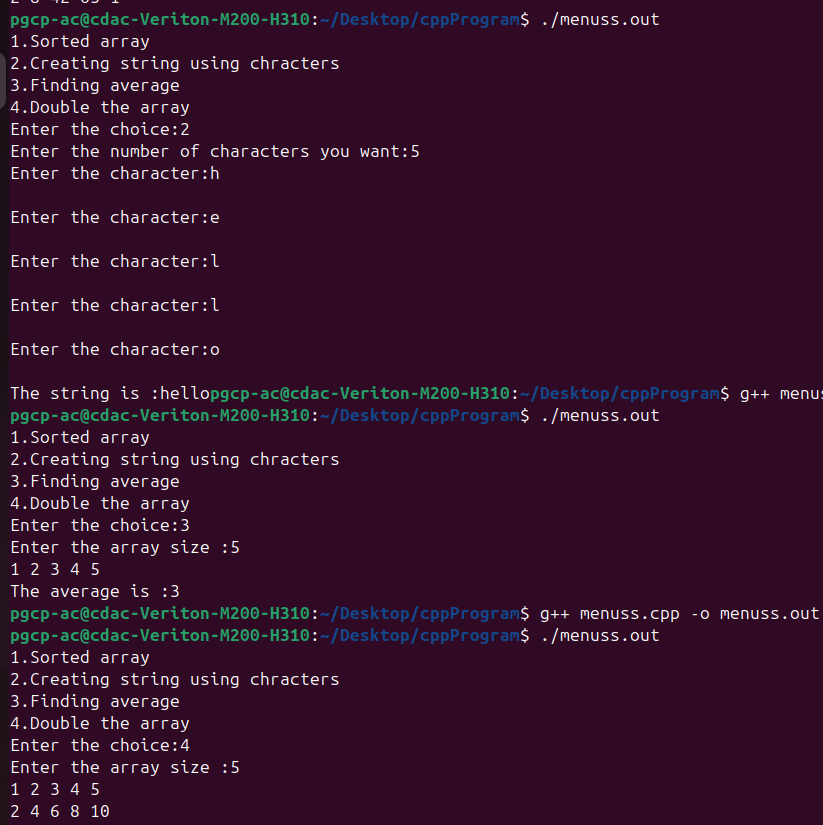 pgcp-ac@cdac-Veriton-M200-H310:~/Desktop/cppProgram$ ./menuss.out
1.Sorted array
2.Creating string using chracters
3.Finding average
4.Double the array
Enter the choice:2
Enter the number of characters you want:5
Enter the character:h
Enter the character:e
Enter the character:l
Enter the character:l
Enter the character:o
The string is :hellopgcp-ac@cdac-Veriton-M200-H310:~/Desktop/cppProgram$ g++
pgcp-ac@cdac-Veriton-M200-H310:~/Desktop/cppProgram$ ./menuss.out
1.Sorted array
2.Creating string using chracters
3.Finding average
4.Double the array
Enter the choice:3
Enter the array size :5
1 2 3 4 5
The average is :3
pgcp-ac@cdac-Veriton-M200-H310:~/Desktop/cppProgram$ g++ menuss.cpp -o menuss.out
pgcp-ac@cdac-Veriton-M200-H310:~/Desktop/cppProgram$ ./menuss.out
1.Sorted array
2.Creating string using chracters
3.Finding average
4.Double the array
Enter the choice:4
Enter the array size :5
1 2 3 4 5
2 4 6 8 10